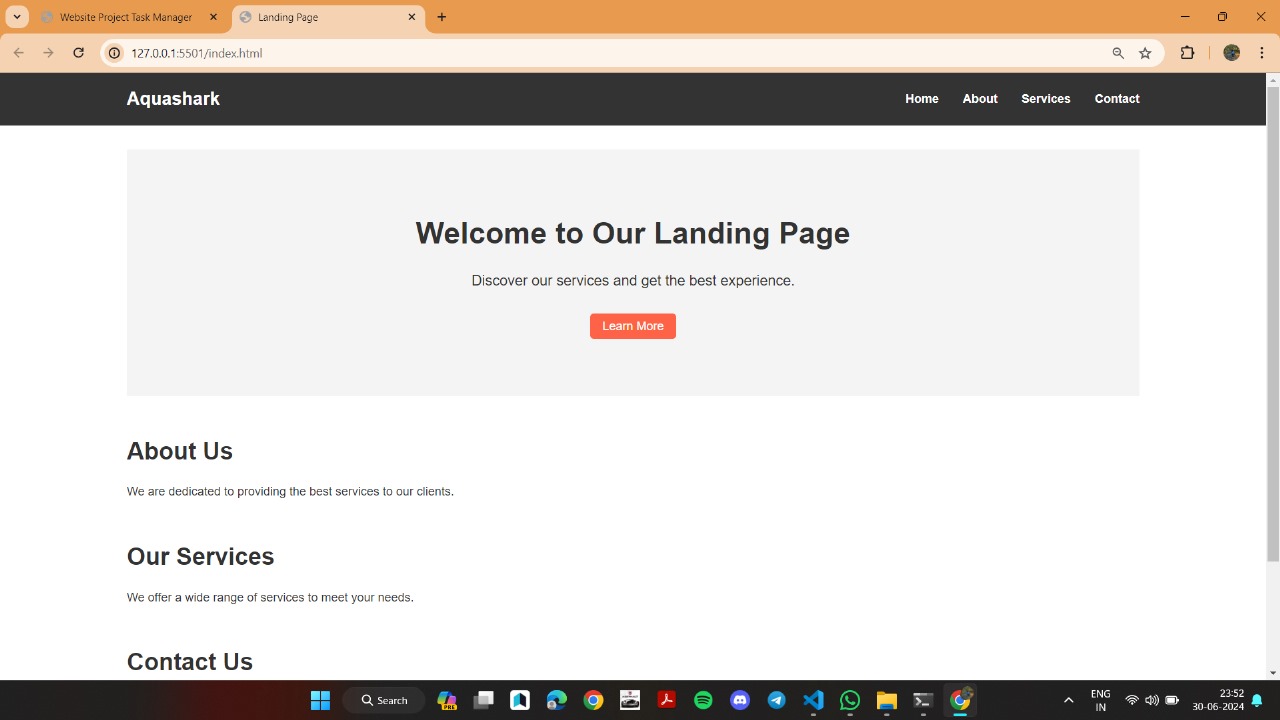 Website Project Task Manager
Landing Page
127.0.0.1:5501/index.html
Aquashark
Home About Services Contact
Welcome to Our Landing Page
Discover our services and get the best experience.
Learn More
About Us
We are dedicated to providing the best services to our clients.
Our Services
We offer a wide range of services to meet your needs.
Contact Us
Search
PRE
ENG
IN
23:52
30-06-2024